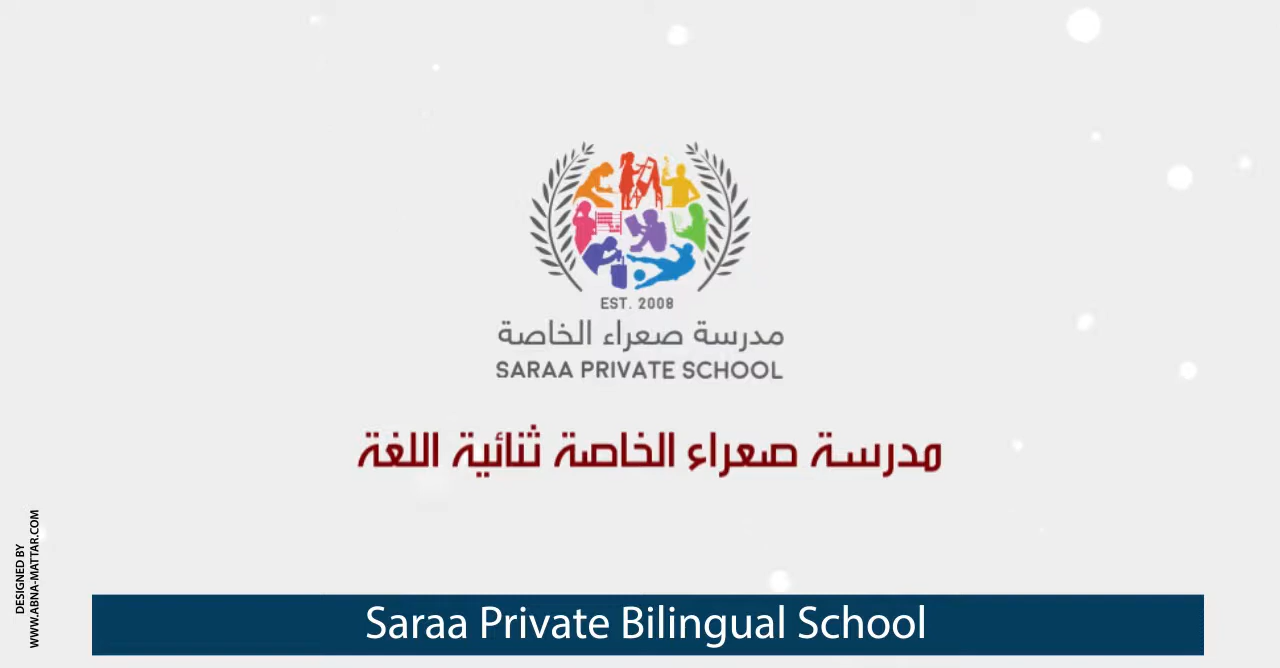 EST. 2008
مدرسة صعراء الخاصة
SARAA PRIVATE SCHOOL
مدرسة صعراء الخاصة ثنائية اللغة
DESIGNED BY
WWW.ABNA-MATTAR.COM
Saraa Private Bilingual School